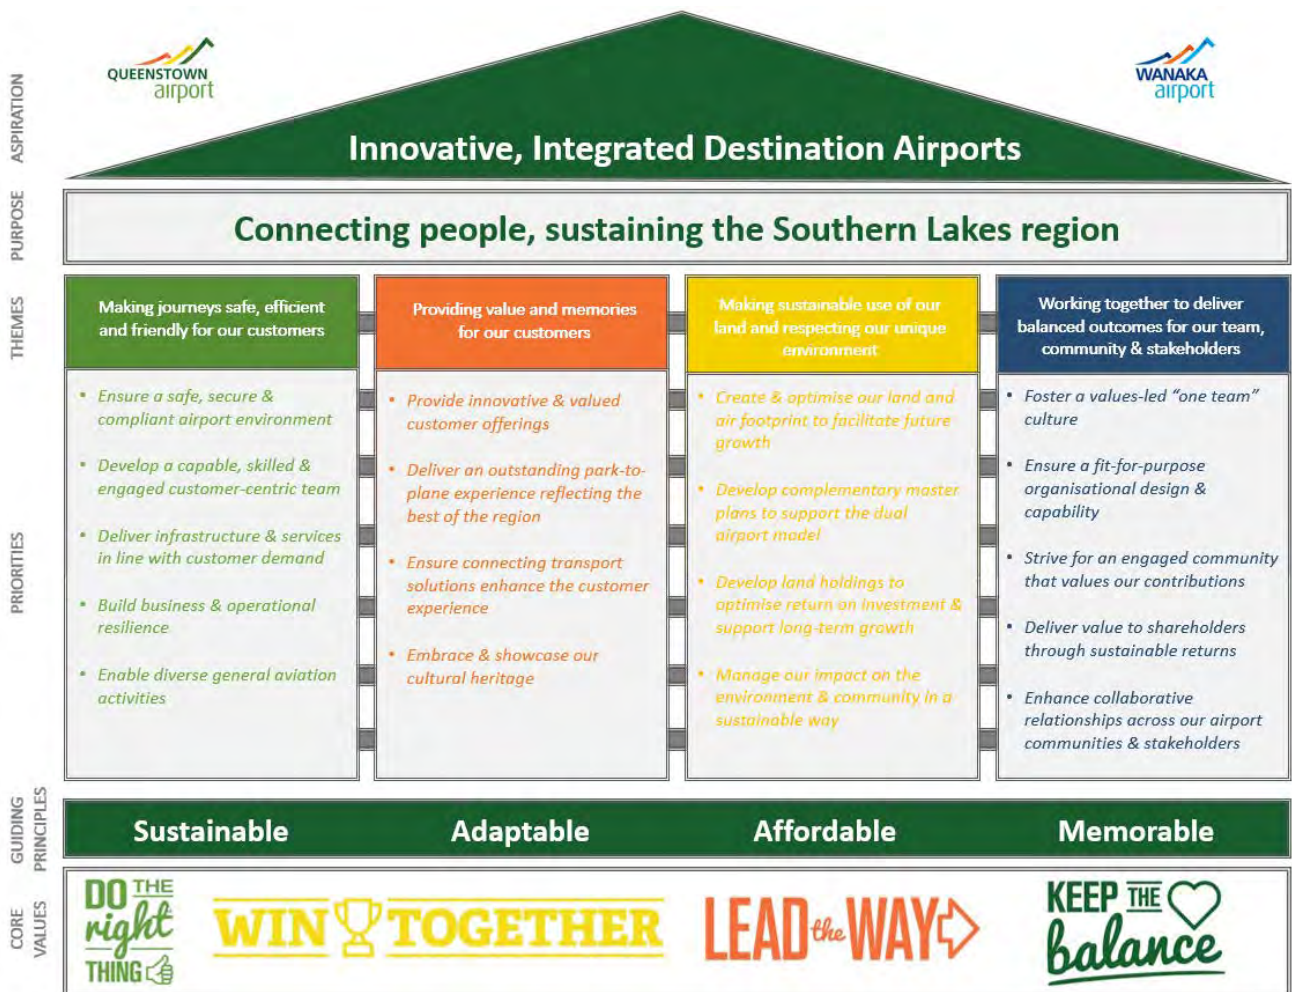 QUEENSTOWN
airport
WANAKA
airport
ASPIRATION
Innovative, Integrated Destination Airports
PURPOSE
Connecting people, sustaining the Southern Lakes region
THEMES
Making journeys safe, efficient
and friendly for our customers
Providing value and memories
for our customers
Making sustainable use of our
land and respecting our unique
environment
Working together to deliver
balanced outcomes for our team,
community & stakeholders
PRIORITIES
• Ensure a safe, secure &
compliant airport environment
• Develop a capable, skilled &
engaged customer-centric team
• Deliver infrastructure & services
in line with customer demand
• Build business & operational
resilience
• Enable diverse general aviation
activities
• Provide innovative & valued
customer offerings
• Deliver an outstanding park-to-
plane experience reflecting the
best of the region
• Ensure connecting transport
solutions enhance the customer
experience
• Embrace & showcase our
cultural heritage
• Create & optimise our land and
air footprint to facilitate future
growth
• Develop complementary master
plans to support the dual
airport model
• Develop land holdings to
optimise return on investment &
support long-term growth
• Manage our impact on the
environment & community in a
sustainable way
• Foster a values-led “one team”
culture
• Ensure a fit-for-purpose
organisational design &
capability
• Strive for an engaged community
that values our contributions
• Deliver value to shareholders
through sustainable returns
• Enhance collaborative
relationships across our airport
communities & stakeholders
GUIDING
PRINCIPLES
Sustainable
Adaptable
Affordable
Memorable
CORE
VALUES
DO THE
right
THING
WIN TOGETHER
LEAD the WAY
KEEP THE
balance